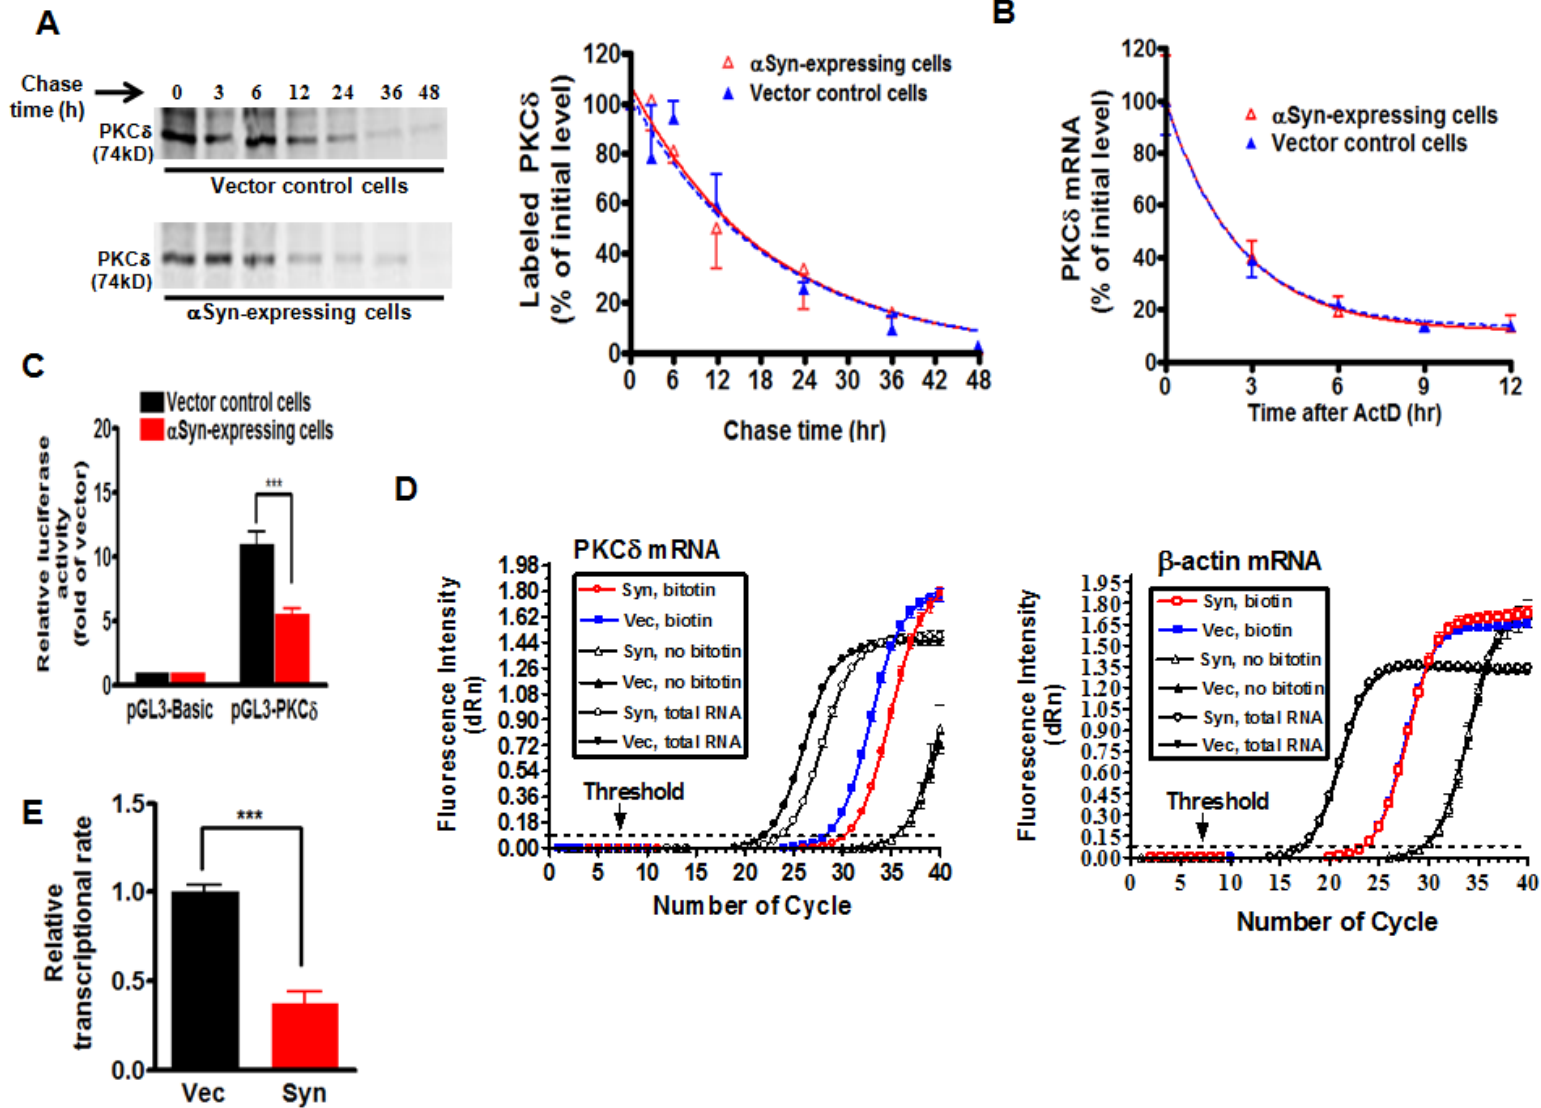 A
Chase
time (h)
0 3 6 12 24 36 48
PKCδ
(74kD)
Vector control cells
PKCδ
(74kD)
αSyn-expressing cells
Labeled PKCδ
(% of initial level)
120
100
80
60
40
20
0
αSyn-expressing cells
Vector control cells
0 6 12 18 24 30 36 42 48
Chase time (hr)
B
PKCδ mRNA
(% of initial level)
120
100
80
60
40
20
0
αSyn-expressing cells
Vector control cells
0 3 6 9 12
Time after ActD (hr)
C
Vector control cells
αSyn-expressing cells
Relative luciferase
activity
(fold of vector)
20
15
10
5
0
***
pGL3-Basic pGL3-PKCδ
D
PKCδ mRNA
Fluorescence Intensity
(dRn)
1.98
1.80
1.62
1.44
1.26
1.08
0.90
0.72
0.54
0.36
0.18
0.00
Syn, bitotin
Vec, biotin
Syn, no bitotin
Vec, no bitotin
Syn, total RNA
Vec, total RNA
Threshold
0 5 10 15 20 25 30 35 40
Number of Cycle
β-actin mRNA
Fluorescence Intensity
(dRn)
1.95
1.80
1.65
1.50
1.35
1.20
1.05
0.90
0.75
0.60
0.45
0.30
0.15
0.00
Syn, biotin
Vec, biotin
Syn, no bitotin
Vec, no bitotin
Syn, total RNA
Vec, total RNA
Threshold
0 5 10 15 20 25 30 35 40
Number of Cycle
E
Relative
transcriptional rate
1.5
1.0
0.5
0.0
***
Vec Syn